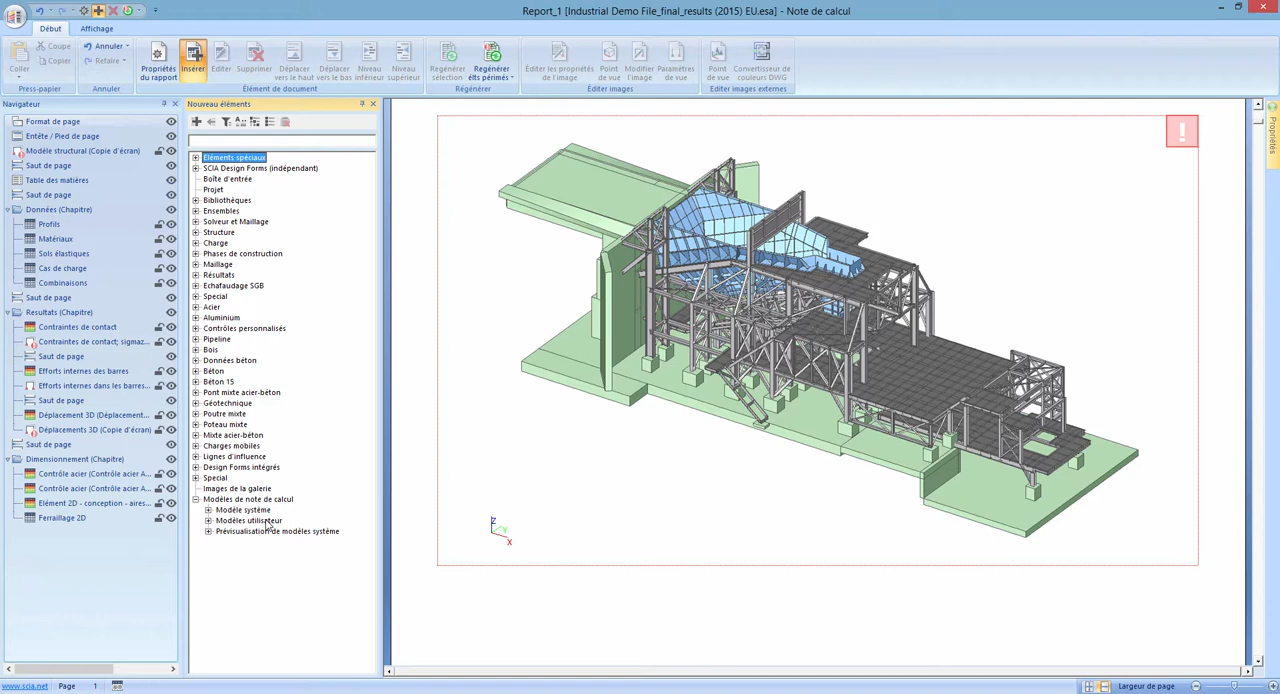 Report_1 [Industrial Demo File_final_results (2015) EU.esa] - Note de calcul
Début
Affichage
Coller
Coupe
Copier
Press-papier
Annuler
Refaire
Annuler
Propriétés du rapport
Insérer
Editer
Supprimer
Déplacer vers le haut
Déplacer vers le bas
Niveau inférieur
Niveau supérieur
Élément de document
Regénérer sélection
Regénérer élts périmés
Régénérer
Éditer les propriétés de l'image
Point de vue
Modifier l'image
Paramètres de vue
Editer images
Point de vue
Convertisseur de couleurs DWG
Editer images externes
Navigateur
Format de page
Entête / Pied de page
Modèle structural (Copie d'écran)
Saut de page
Table des matières
Saut de page
Données (Chapitre)
Profils
Matériaux
Sols élastiques
Cas de charge
Combinaisons
Saut de page
Resultats (Chapitre)
Contraintes de contact
Contraintes de contact; sigmaz...
Saut de page
Efforts internes des barres
Efforts internes dans les barres...
Saut de page
Déplacement 3D (Déplacement...
Déplacements 3D (Copie d'écran)
Saut de page
Dimensionnement (Chapitre)
Contrôle acier (Contrôle acier A...
Contrôle acier (Contrôle acier A...
Elément 2D - conception - aires...
Ferraillage 2D
Nouveau éléments
Eléments spéciaux
SCIA Design Forms (indépendant)
Boîte d'entrée
Projet
Bibliothèques
Ensembles
Solveur et Maillage
Structure
Charge
Phases de construction
Maillage
Résultats
Echafaudage SGB
Special
Acier
Aluminium
Contrôles personnalisés
Pipeline
Bois
Données béton
Béton
Béton 15
Pont mixte acier-béton
Géotechnique
Poutre mixte
Poteau mixte
Mixte acier-béton
Charges mobiles
Lignes d'influence
Design Forms intégrés
Special
Images de la galerie
Modèles de note de calcul
Modèle système
Modèles utilisateur
Prévisualisation de modèles système
!
Z
Y
X
Propriétés
www.scia.net
Page 1
Largeur de page